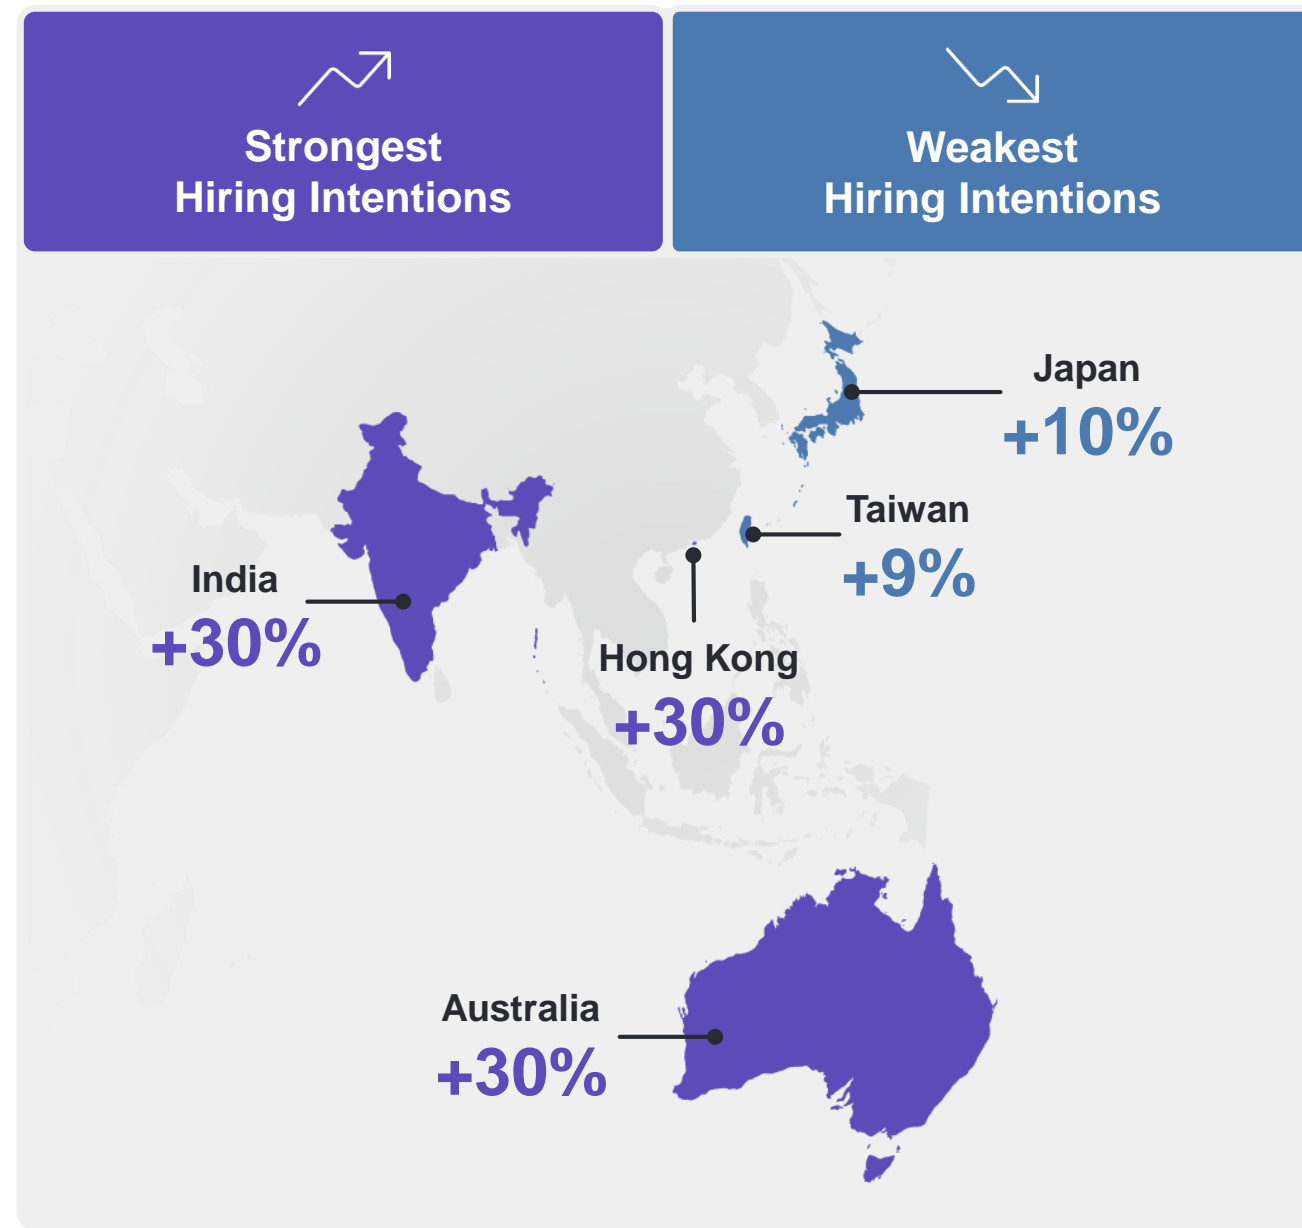 Strongest
Hiring Intentions
Weakest
Hiring Intentions
Japan
+10%
Taiwan
+9%
India
+30%
Hong Kong
+30%
Australia
+30%